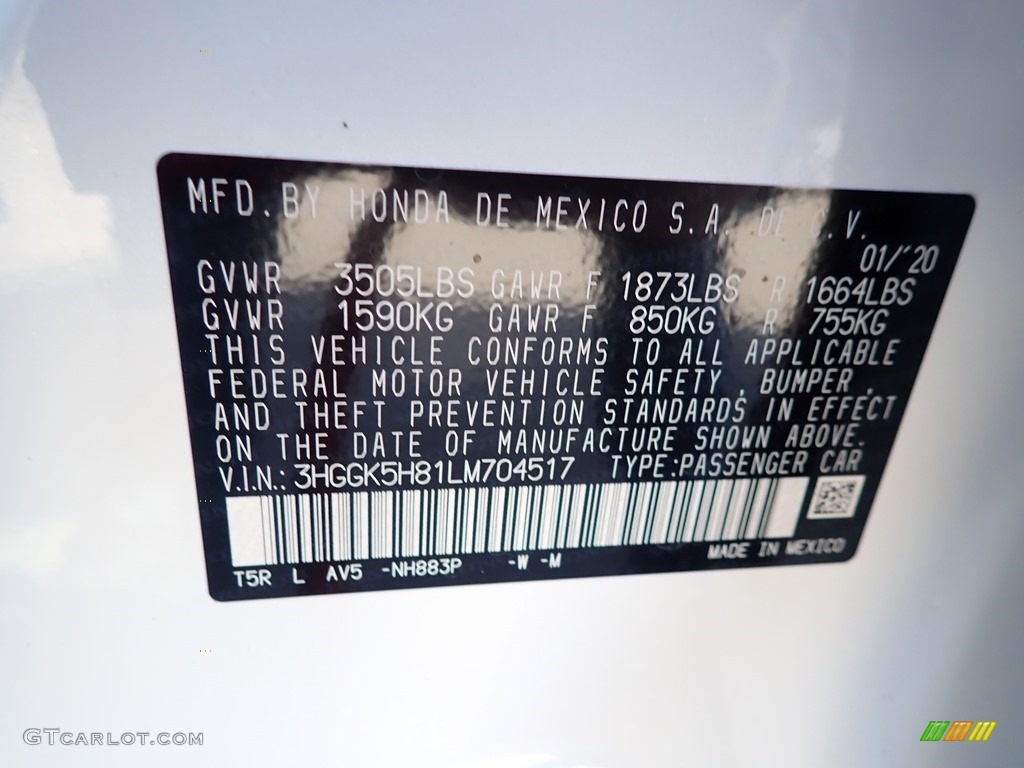 MFD. BY HONDA DE MEXICO S.A. DE C.V.
01/'20
GVWR 3505LBS GAWR F 1873LBS R 1664LBS
GVWR 1590KG GAWR F 850KG R 755KG
THIS VEHICLE CONFORMS TO ALL APPLICABLE
FEDERAL MOTOR VEHICLE SAFETY, BUMPER,
AND THEFT PREVENTION STANDARDS IN EFFECT
ON THE DATE OF MANUFACTURE SHOWN ABOVE.
V.I.N.: 3HGGK5H81LM704517 TYPE:PASSENGER CAR
MADE IN MEXICO
T5R L AV5 -NH883P -W -M
GTCARLOT.COM